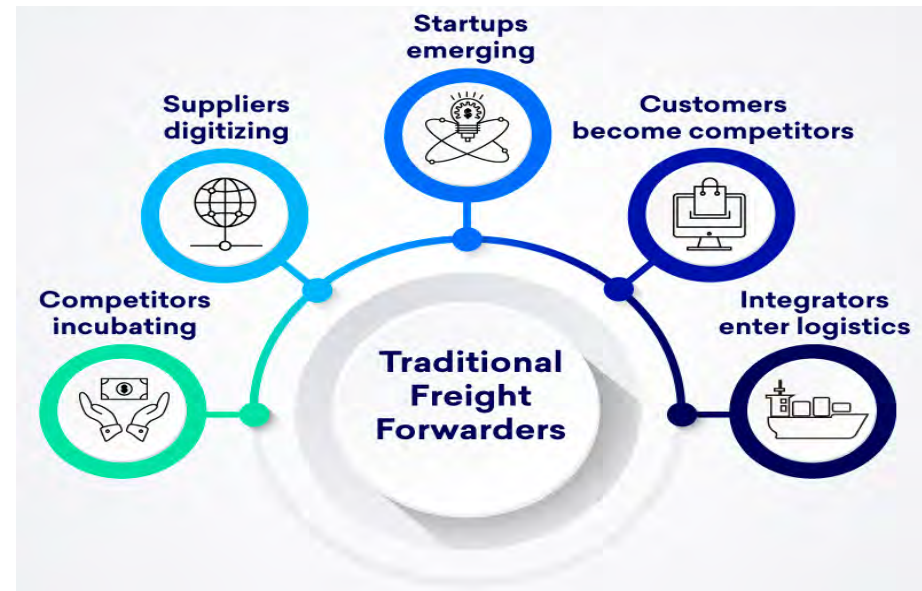 Startups
emerging
Suppliers
digitizing
Customers
become competitors
Competitors
incubating
Integrators
enter logistics
Traditional
Freight
Forwarders
$
$